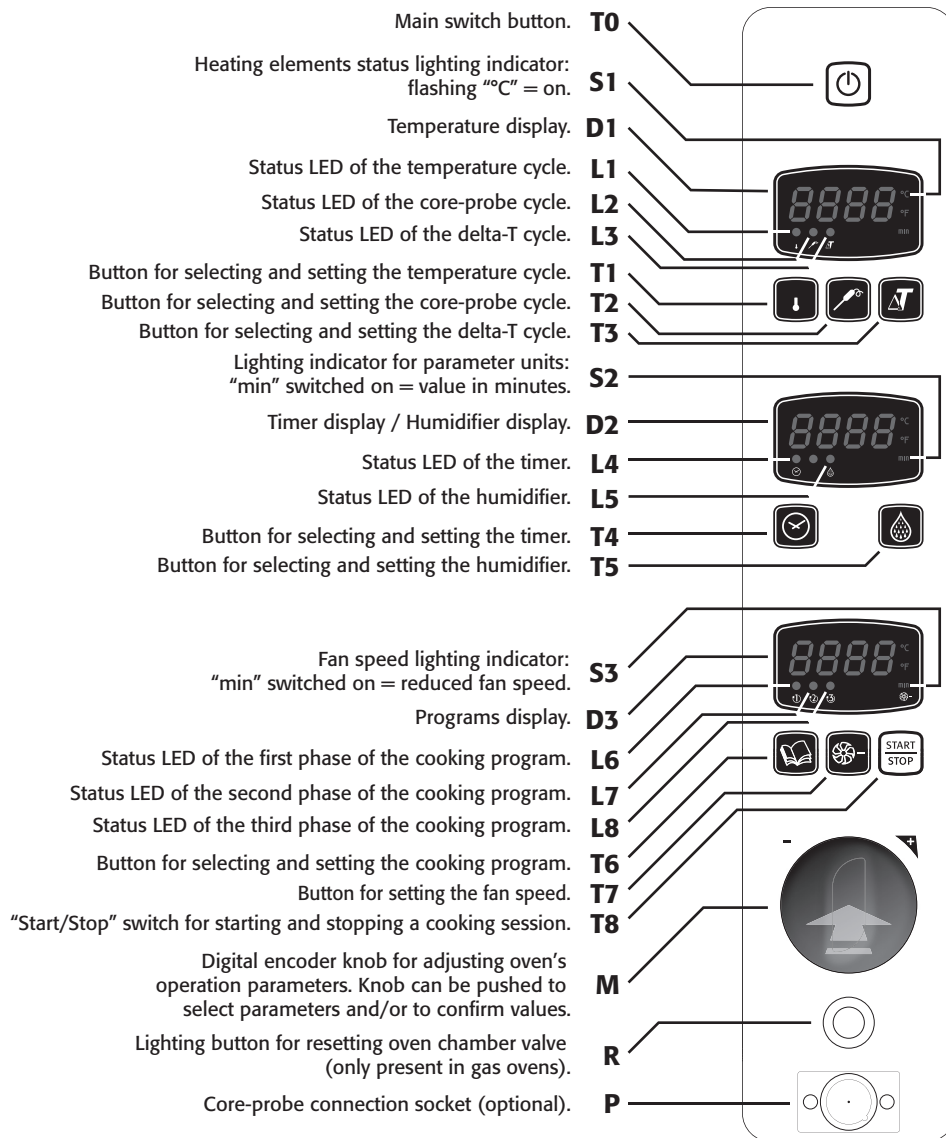 Main switch button. T0
Heating elements status lighting indicator:
flashing “°C” = on. S1
Temperature display. D1
Status LED of the temperature cycle. L1
Status LED of the core-probe cycle. L2
Status LED of the delta-T cycle. L3
Button for selecting and setting the temperature cycle. T1
Button for selecting and setting the core-probe cycle. T2
Button for selecting and setting the delta-T cycle. T3
Lighting indicator for parameter units:
“min” switched on = value in minutes. S2
Timer display / Humidifier display. D2
Status LED of the timer. L4
Status LED of the humidifier. L5
Button for selecting and setting the timer. T4
Button for selecting and setting the humidifier. T5
Fan speed lighting indicator:
“min” switched on = reduced fan speed. S3
Programs display. D3
Status LED of the first phase of the cooking program. L6
Status LED of the second phase of the cooking program. L7
Status LED of the third phase of the cooking program. L8
Button for selecting and setting the cooking program. T6
Button for setting the fan speed. T7
“Start/Stop” switch for starting and stopping a cooking session. T8
Digital encoder knob for adjusting oven’s
operation parameters. Knob can be pushed to
select parameters and/or to confirm values. M
Lighting button for resetting oven chamber valve
(only present in gas ovens). R
Core-probe connection socket (optional). P
8888 °C
°F
min
ΔT
8888 °C
°F
min
8888 °C
°F
min
1 2 3
START
STOP
- +